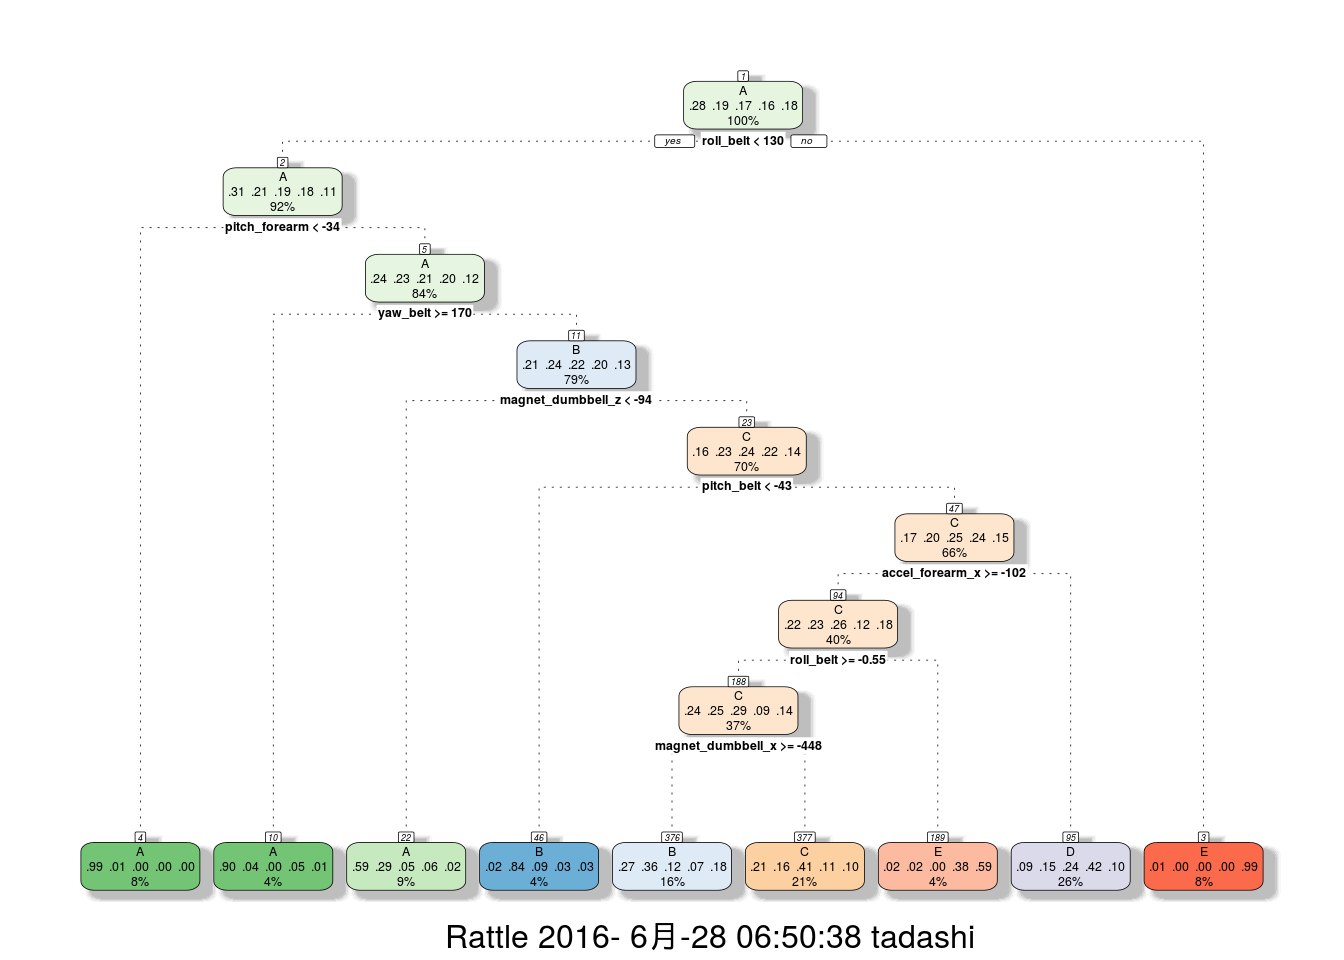 1
A
.28 .19 .17 .16 .18
100%
yes roll_belt < 130 no
2
A
.31 .21 .19 .18 .11
92%
pitch_forearm < -34
5
A
.24 .23 .21 .20 .12
84%
yaw_belt >= 170
11
B
.21 .24 .22 .20 .13
79%
magnet_dumbbell_z < -94
23
C
.16 .23 .24 .22 .14
70%
pitch_belt < -43
47
C
.17 .20 .25 .24 .15
66%
accel_forearm_x >= -102
94
C
.22 .23 .26 .12 .18
40%
roll_belt >= -0.55
188
C
.24 .25 .29 .09 .14
37%
magnet_dumbbell_x >= -448
4
A
.99 .01 .00 .00 .00
8%
10
A
.90 .04 .00 .05 .01
4%
22
A
.59 .29 .05 .06 .02
9%
46
B
.02 .84 .09 .03 .03
4%
376
B
.27 .36 .12 .07 .18
16%
377
C
.21 .16 .41 .11 .10
21%
189
E
.02 .02 .00 .38 .59
4%
95
D
.09 .15 .24 .42 .10
26%
3
E
.01 .00 .00 .00 .99
8%
Rattle 2016- 6月-28 06:50:38 tadashi